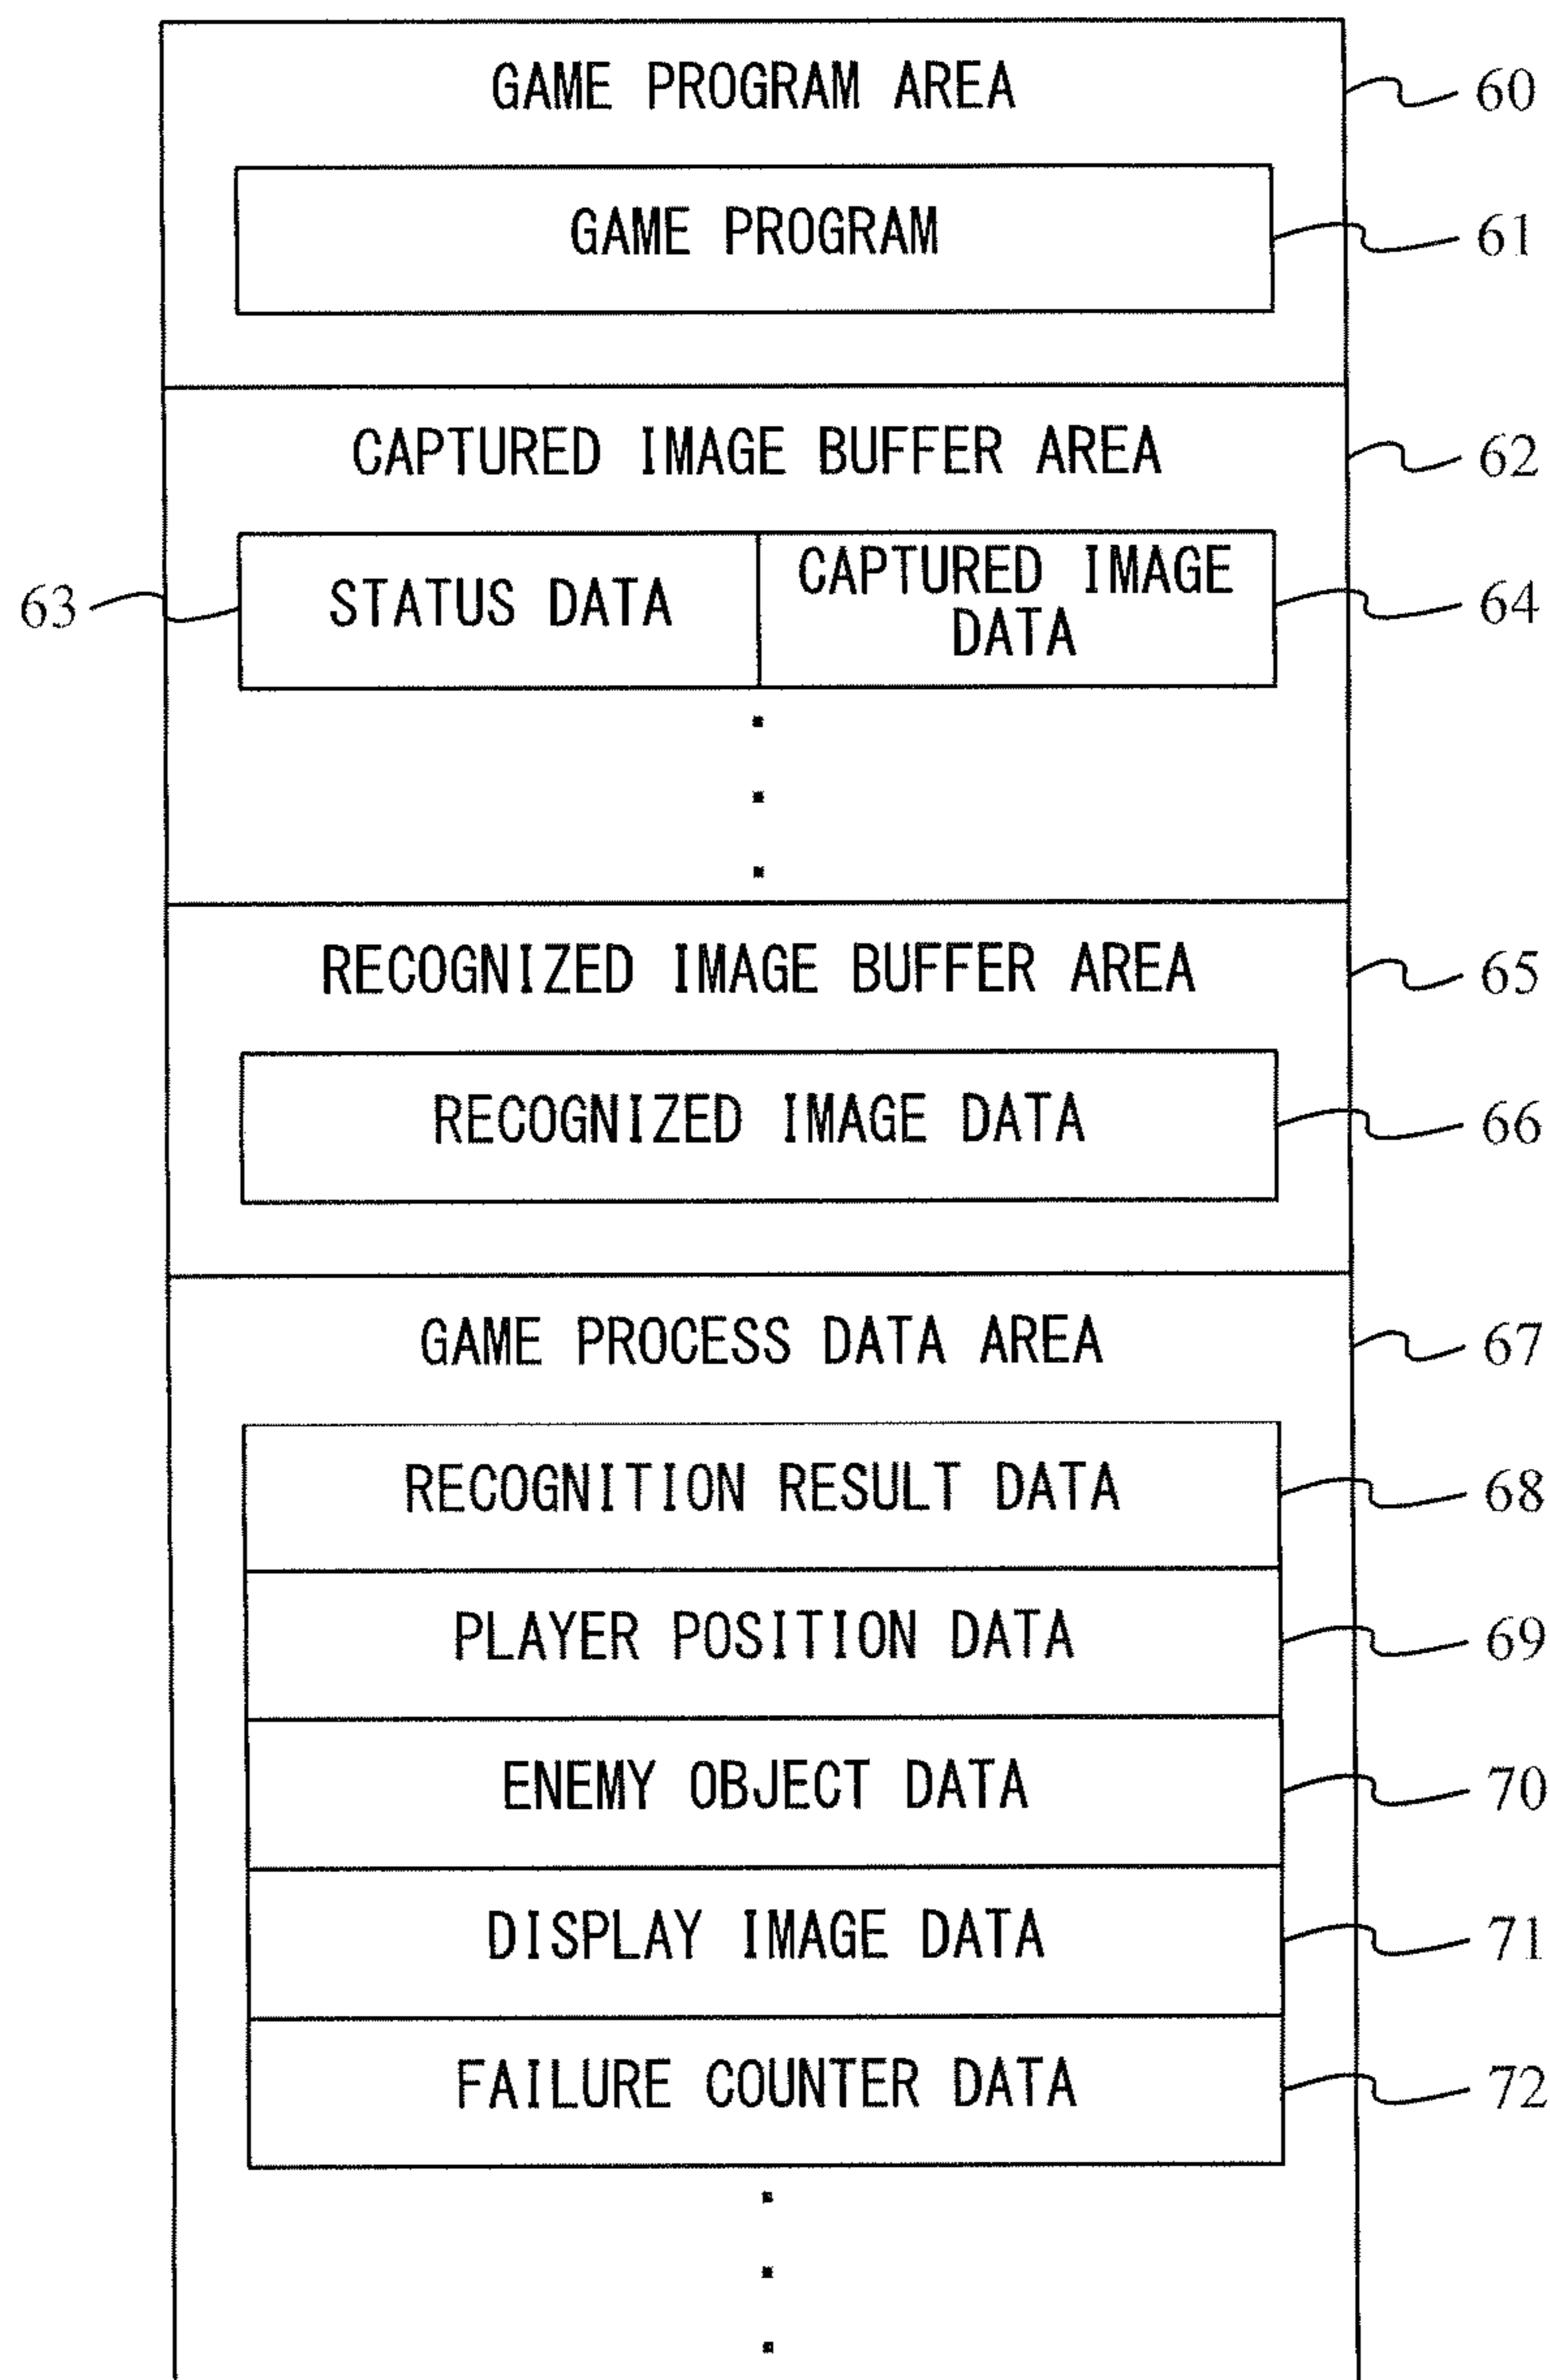 GAME PROGRAM AREA
60
GAME PROGRAM
61
CAPTURED IMAGE BUFFER AREA
62
63
STATUS DATA
CAPTURED IMAGE
DATA
64
RECOGNIZED IMAGE BUFFER AREA
65
RECOGNIZED IMAGE DATA
66
GAME PROCESS DATA AREA
67
RECOGNITION RESULT DATA
68
PLAYER POSITION DATA
69
ENEMY OBJECT DATA
70
DISPLAY IMAGE DATA
71
FAILURE COUNTER DATA
72